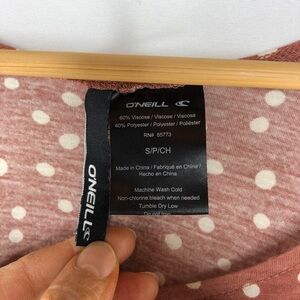 O'NEILL
60% Viscose / Viscose / Viscosa
40% Polyester / Polyester / Poliéster
RN# 85773
S/P/CH
Made in China / Fabriqué en Chine /
Hecho en China
Machine Wash Cold
Non-chlorine bleach when needed
Tumble Dry Low
O'NEILL